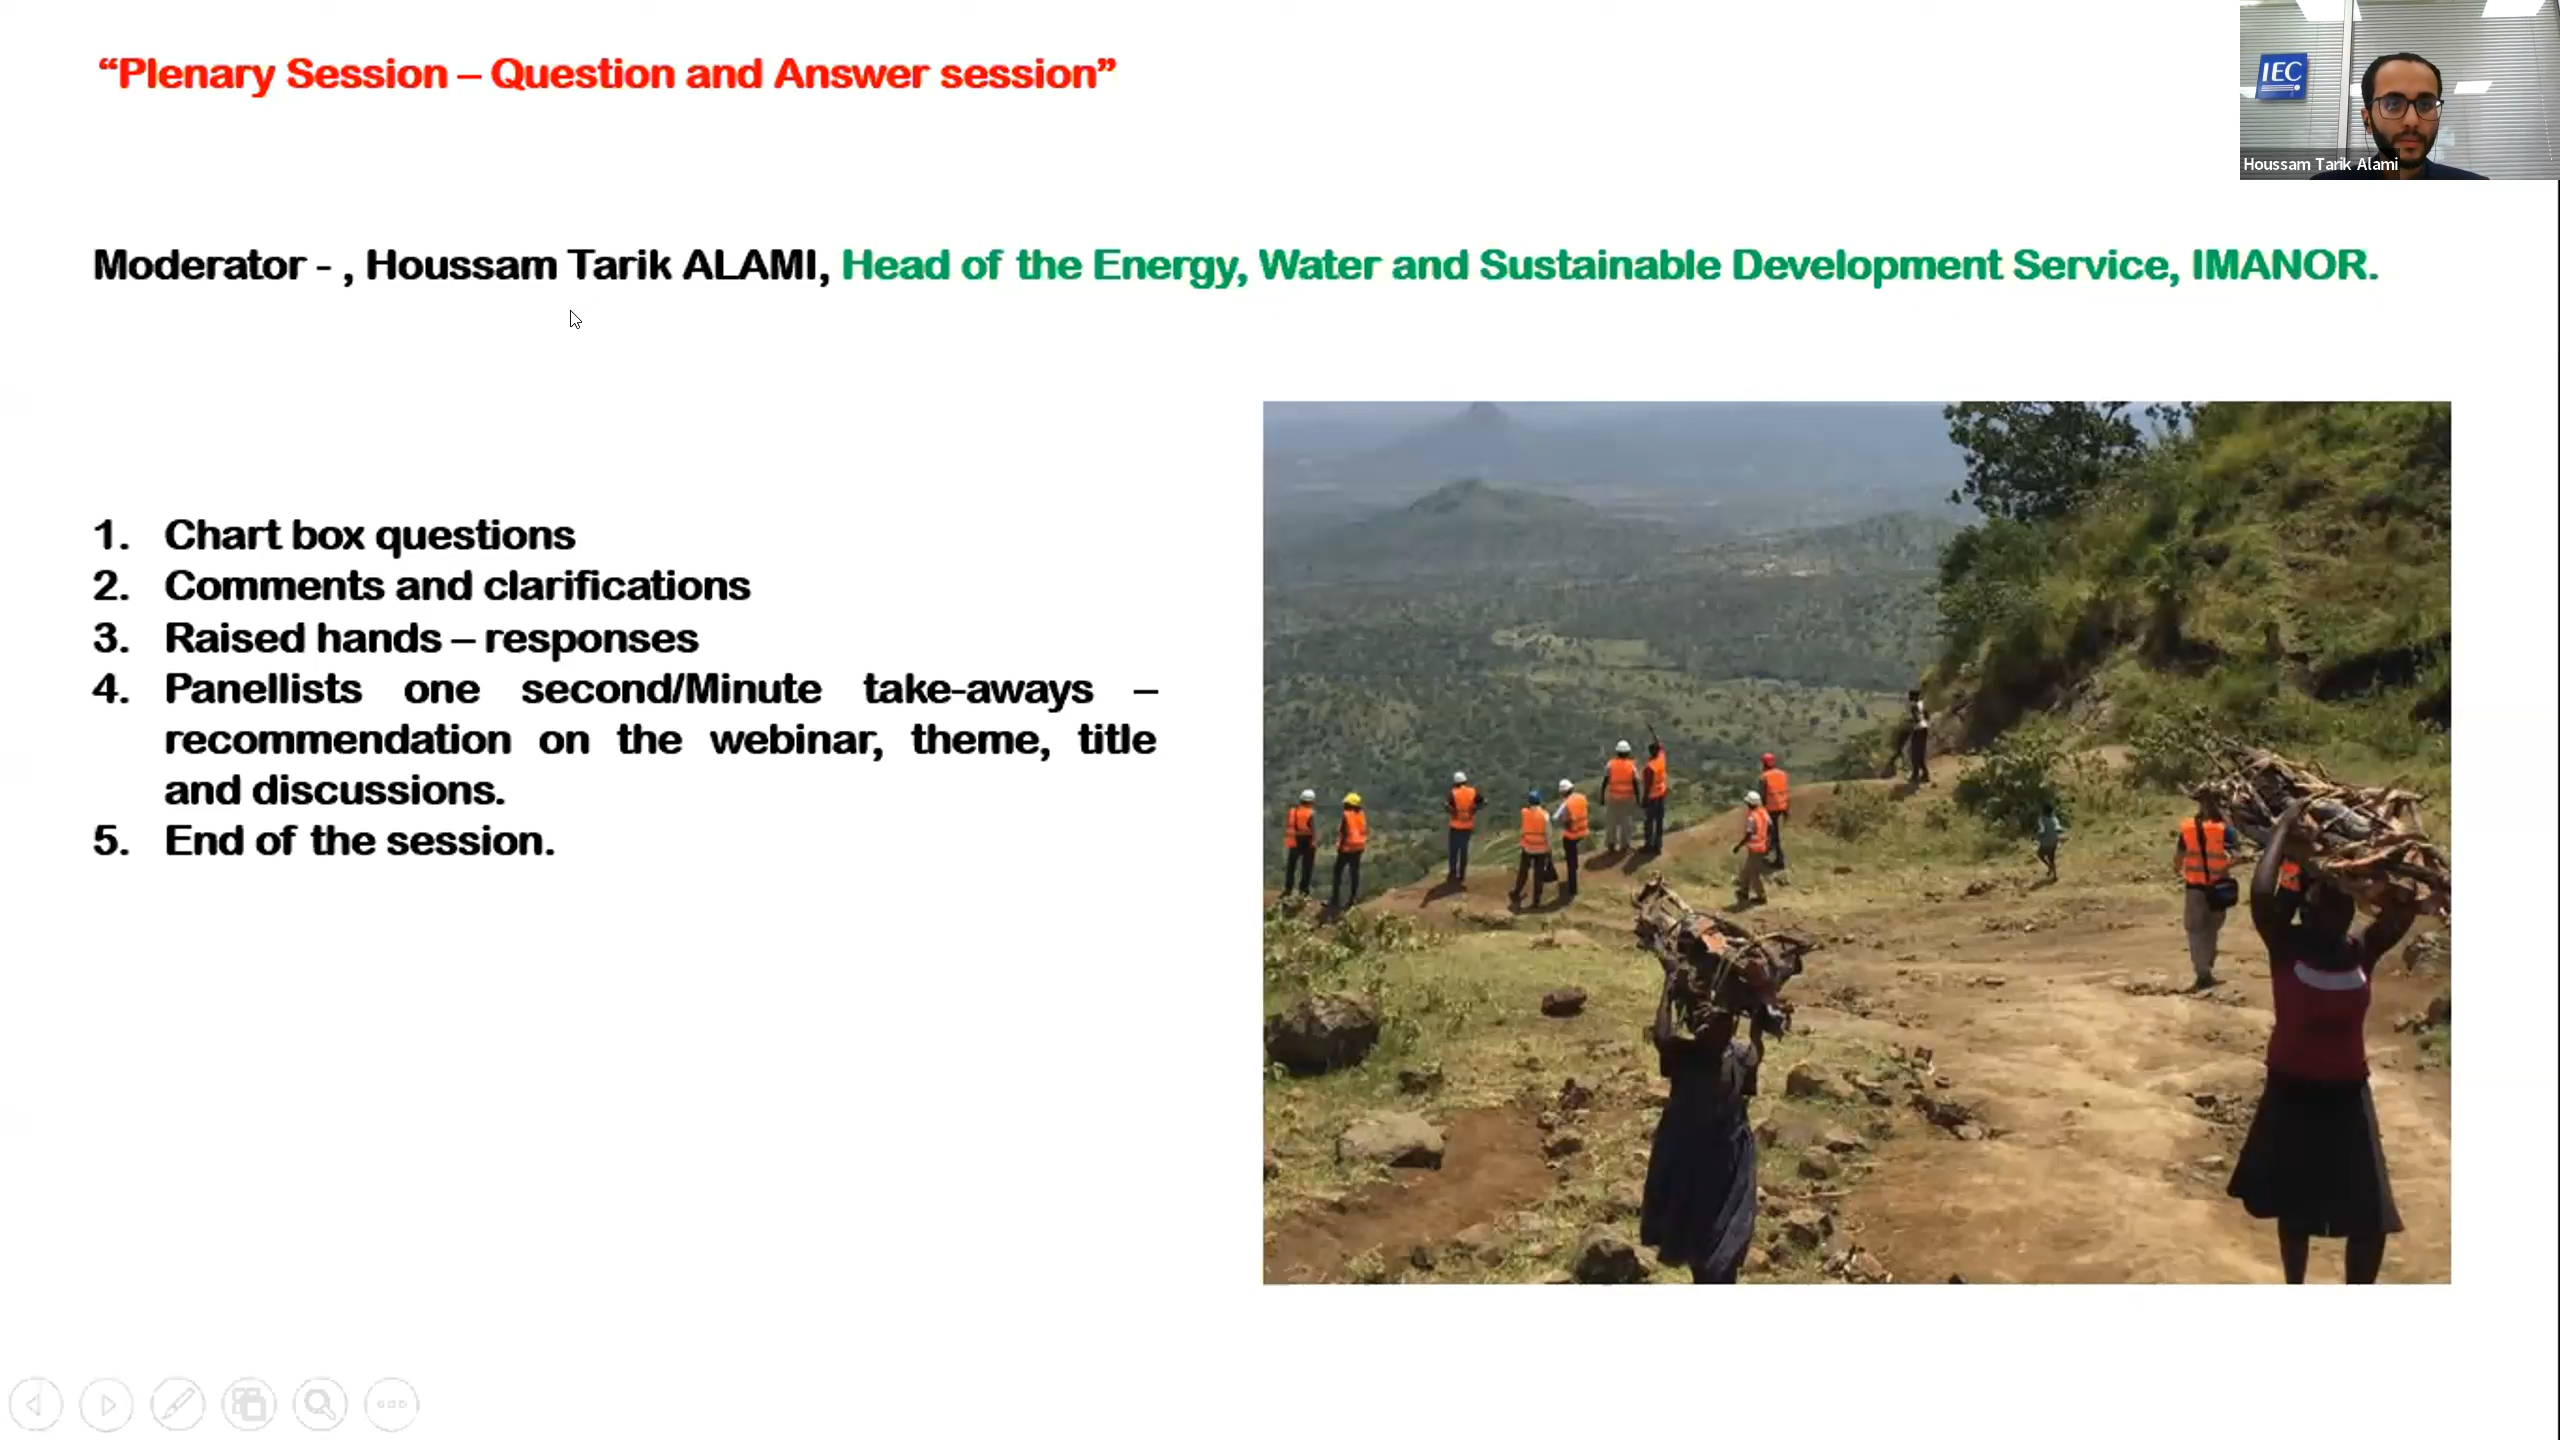 “Plenary Session – Question and Answer session”
IEC
Houssam Tarik Alami
Moderator - , Houssam Tarik ALAMI, Head of the Energy, Water and Sustainable Development Service, IMANOR.
1. Chart box questions
2. Comments and clarifications
3. Raised hands – responses
4. Panellists one second/Minute take-aways –
recommendation on the webinar, theme, title
and discussions.
5. End of the session.